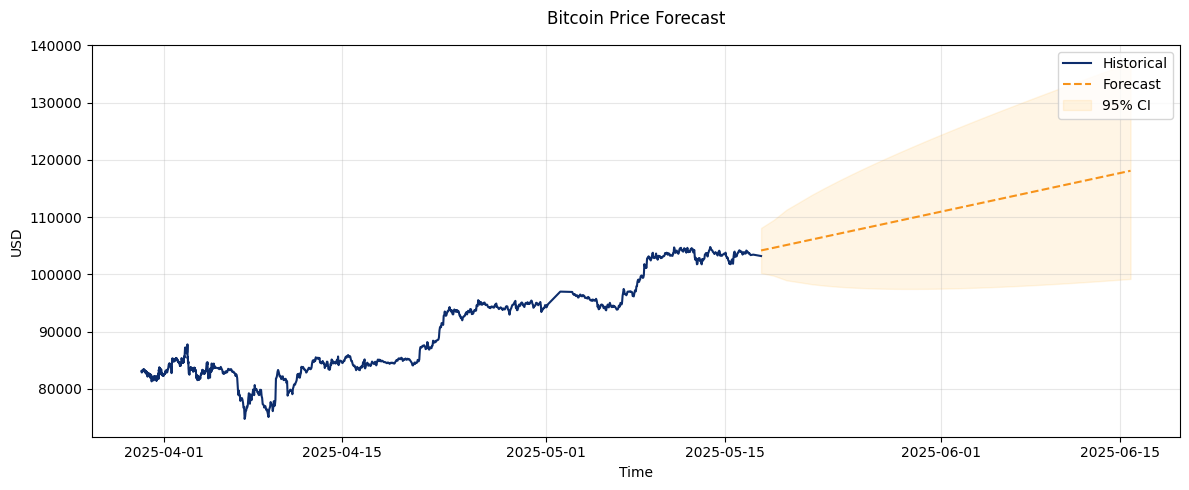 Bitcoin Price Forecast
140000
130000
120000
110000
100000
90000
80000
USD
Historical
Forecast
95% CI
2025-04-01
2025-04-15
2025-05-01
2025-05-15
2025-06-01
2025-06-15
Time